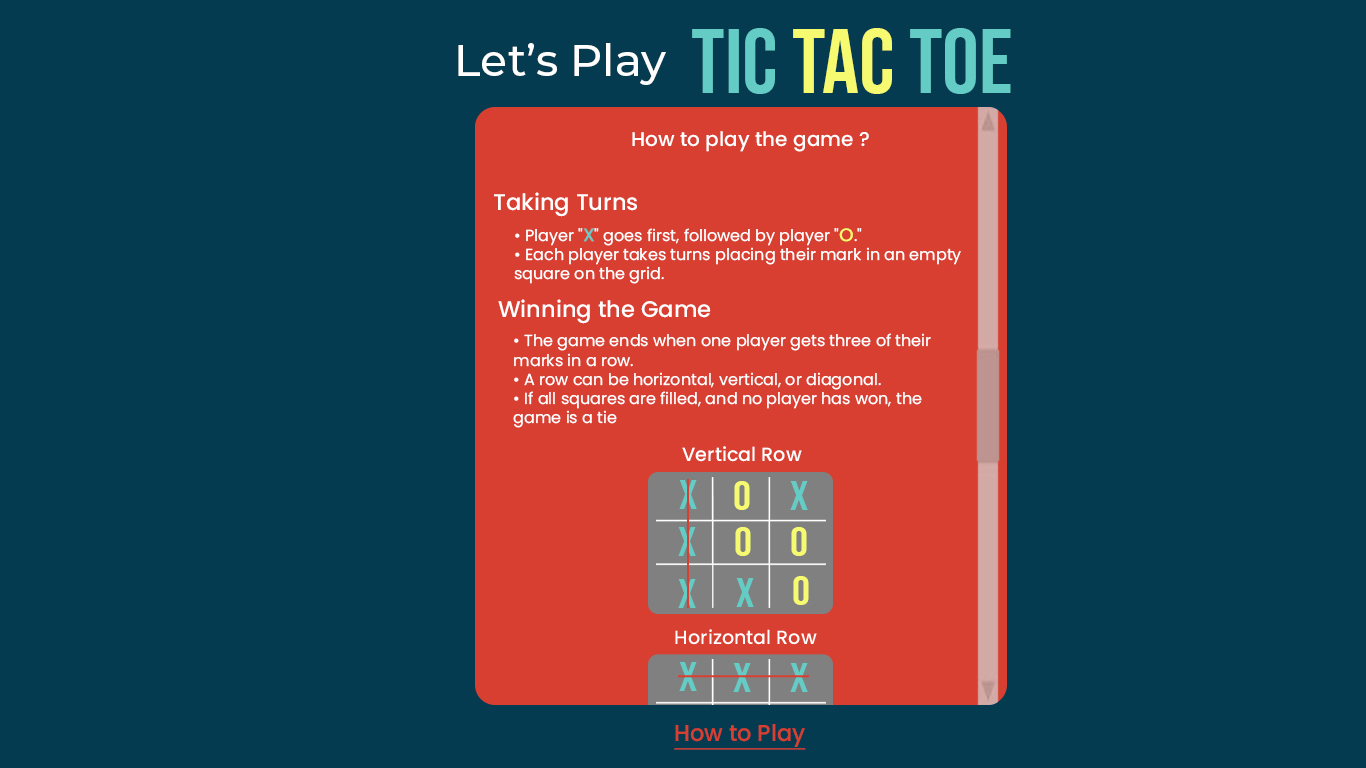 Let's Play TIC TAC TOE
How to play the game ?
Taking Turns
• Player "X" goes first, followed by player "O."
• Each player takes turns placing their mark in an empty
square on the grid.
Winning the Game
• The game ends when one player gets three of their
marks in a row.
• A row can be horizontal, vertical, or diagonal.
• If all squares are filled, and no player has won, the
game is a tie
Vertical Row
X O X
X O O
X X O
Horizontal Row
X X X
How to Play